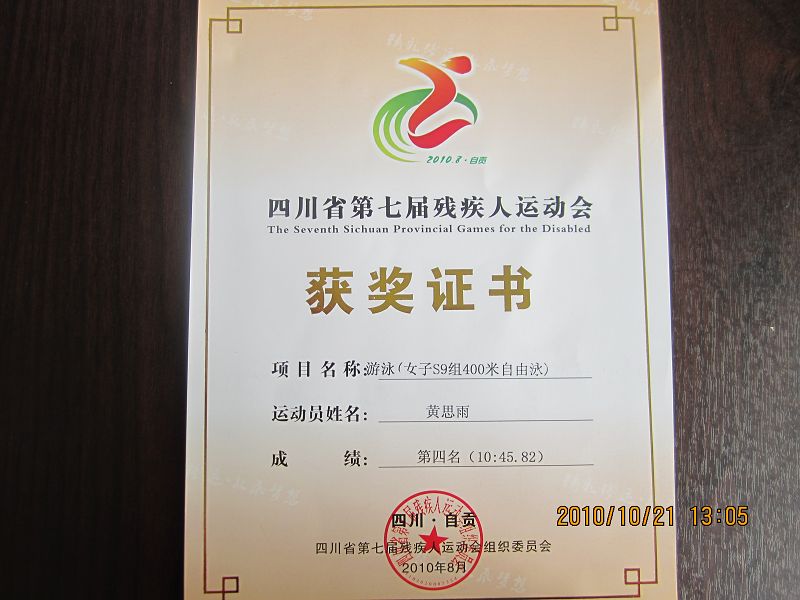 2010.8·自贡
四川省第七届残疾人运动会
The Seventh Sichuan Provincial Games for the Disabled
获奖证书
项目名称:游泳(女子S9组400米自由泳)
运动员姓名: 黄思雨
成 绩: 第四名(10:45.82)
四川·自贡
四川省第七届残疾人运动会组织委员会
2010年8月
2010/10/21 13:05